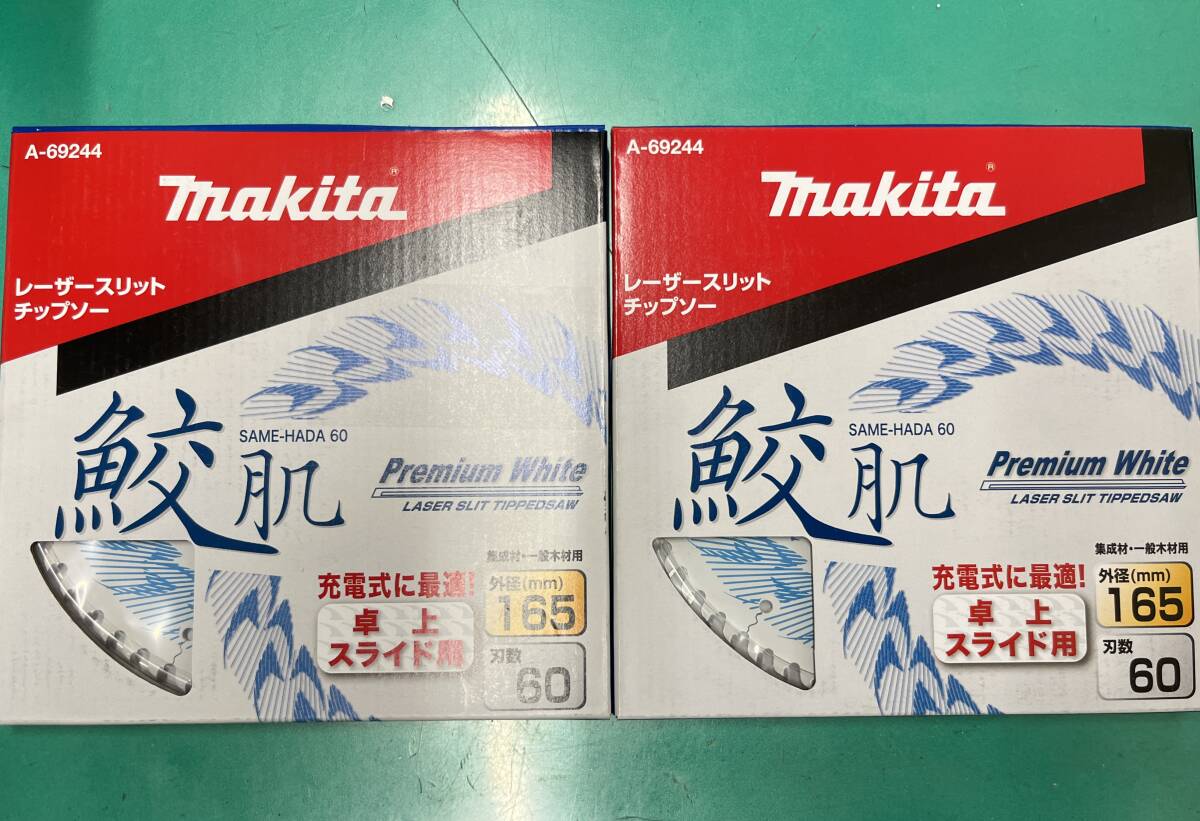 A-69244
makita®
レーザースリット
チップソー
鮫肌
SAME-HADA 60
Premium White
LASER SLIT TIPPEDSAW
集成材・一般木材用
充電式に最適!
卓上
スライド用
外径(mm)
165
刃数
60
A-69244
makita®
レーザースリット
チップソー
鮫肌
SAME-HADA 60
Premium White
LASER SLIT TIPPEDSAW
集成材・一般木材用
充電式に最適!
卓上
スライド用
外径(mm)
165
刃数
60